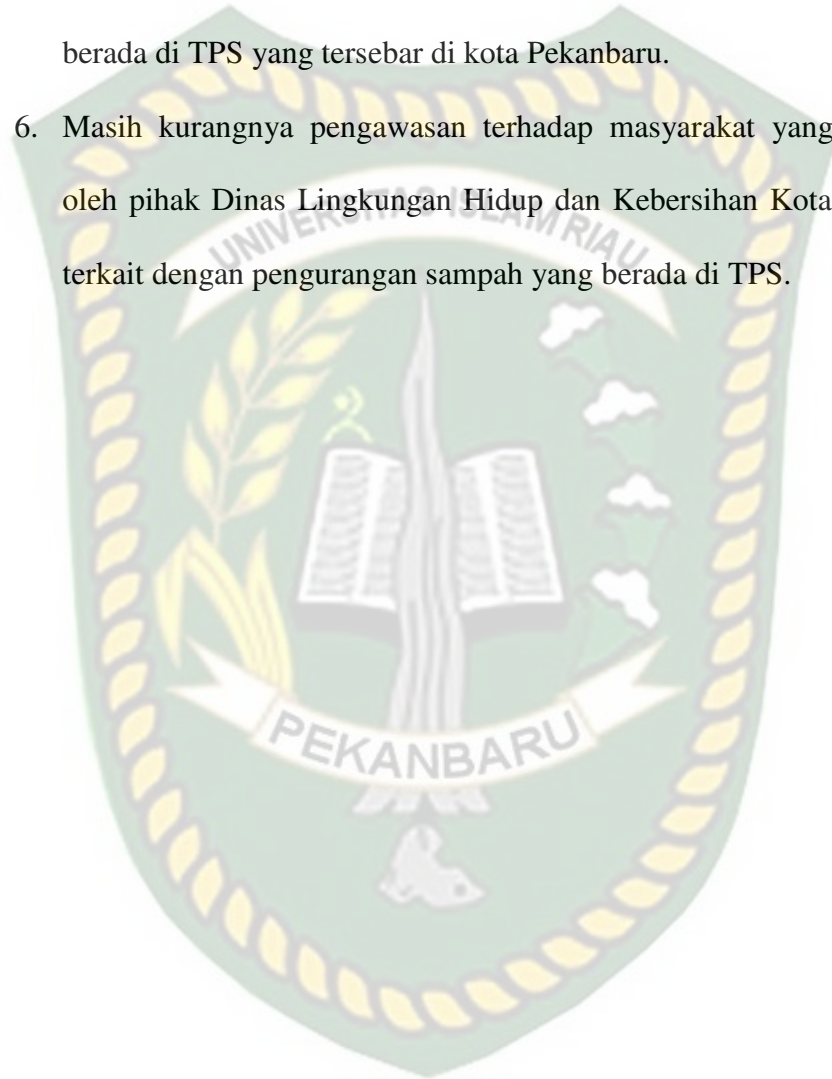 berada di TPS yang tersebar di kota Pekanbaru.
6. Masih kurangnya pengawasan terhadap masyarakat yang
oleh pihak Dinas Lingkungan Hidup dan Kebersihan Kota
terkait dengan pengurangan sampah yang berada di TPS.
UNIVERSITAS ISLAM RIAU
PEKANBARU